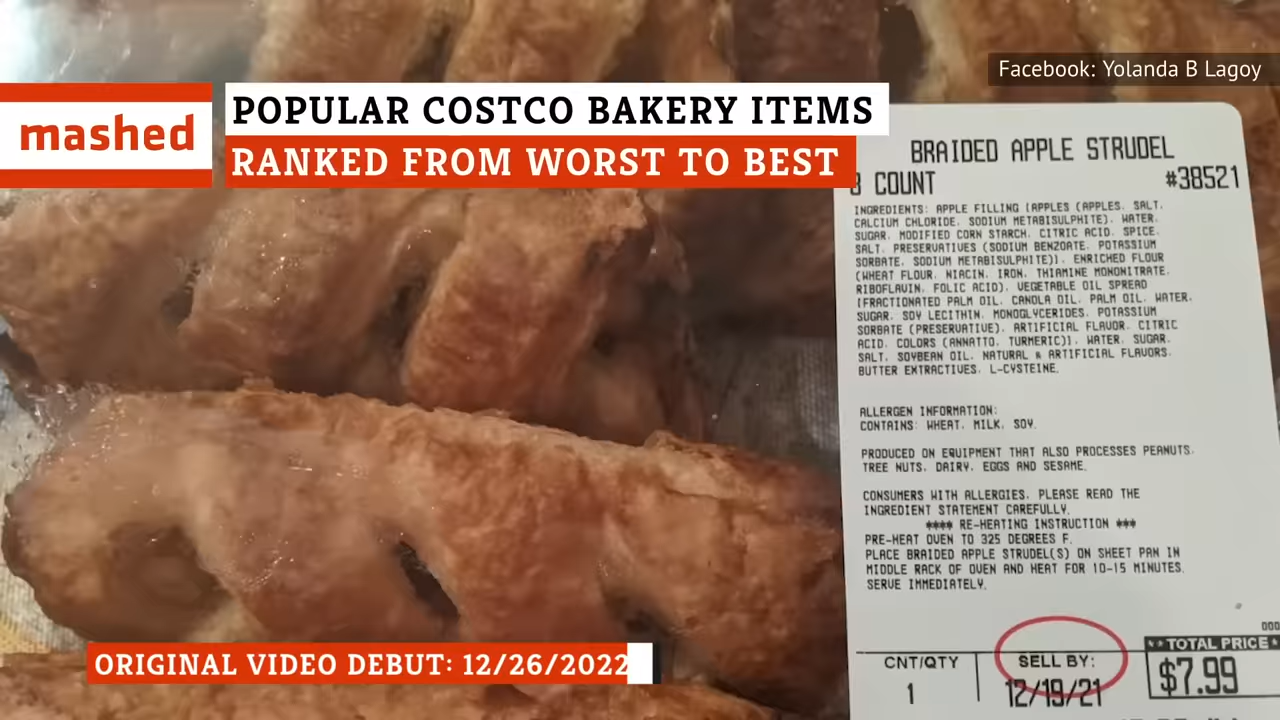 Facebook: Yolanda B Lagoy
mashed
POPULAR COSTCO BAKERY ITEMS
RANKED FROM WORST TO BEST
BRAIDED APPLE STRUDEL
COUNT
#38521
INGREDIENTS: APPLE FILLING (APPLES (APPLES, SALT,
CALCIUM CHLORIDE, SODIUM METABISULPHITE), WATER,
SUGAR, MODIFIED CORN STARCH, CITRIC ACID, SPICE,
SALT, PRESERVATIVES (SODIUM BENZOATE, POTASSIUM
SORBATE, SODIUM METABISULPHITE)), ENRICHED FLOUR
(WHEAT FLOUR, NIACIN, IRON, THIAMINE MONONITRATE,
RIBOFLAVIN, FOLIC ACID), VEGETABLE OIL SPREAD
(FRACTIONATED PALM OIL, CANOLA OIL, PALM OIL, WATER,
SUGAR, SOY LECITHIN, MONOGLYCERIDES, POTASSIUM
SORBATE (PRESERVATIVE), ARTIFICIAL FLAVOR, CITRIC
ACID, COLORS (ANNATTO, TURMERIC)), WATER, SUGAR,
SALT, SOYBEAN OIL, NATURAL & ARTIFICIAL FLAVORS,
BUTTER EXTRACTIVES, L-CYSTEINE.
ALLERGEN INFORMATION:
CONTAINS: WHEAT, MILK, SOY.
PRODUCED ON EQUIPMENT THAT ALSO PROCESSES PEANUTS,
TREE NUTS, DAIRY, EGGS AND SESAME.
CONSUMERS WITH ALLERGIES, PLEASE READ THE
INGREDIENT STATEMENT CAREFULLY.
**** RE-HEATING INSTRUCTION ***
PRE-HEAT OVEN TO 325 DEGREES F.
PLACE BRAIDED APPLE STRUDEL(S) ON SHEET PAN IN
MIDDLE RACK OF OVEN AND HEAT FOR 10-15 MINUTES.
SERVE IMMEDIATELY.
CNT/QTY
1
SELL BY:
12/19/21
TOTAL PRICE
$7.99
ORIGINAL VIDEO DEBUT: 12/26/2022